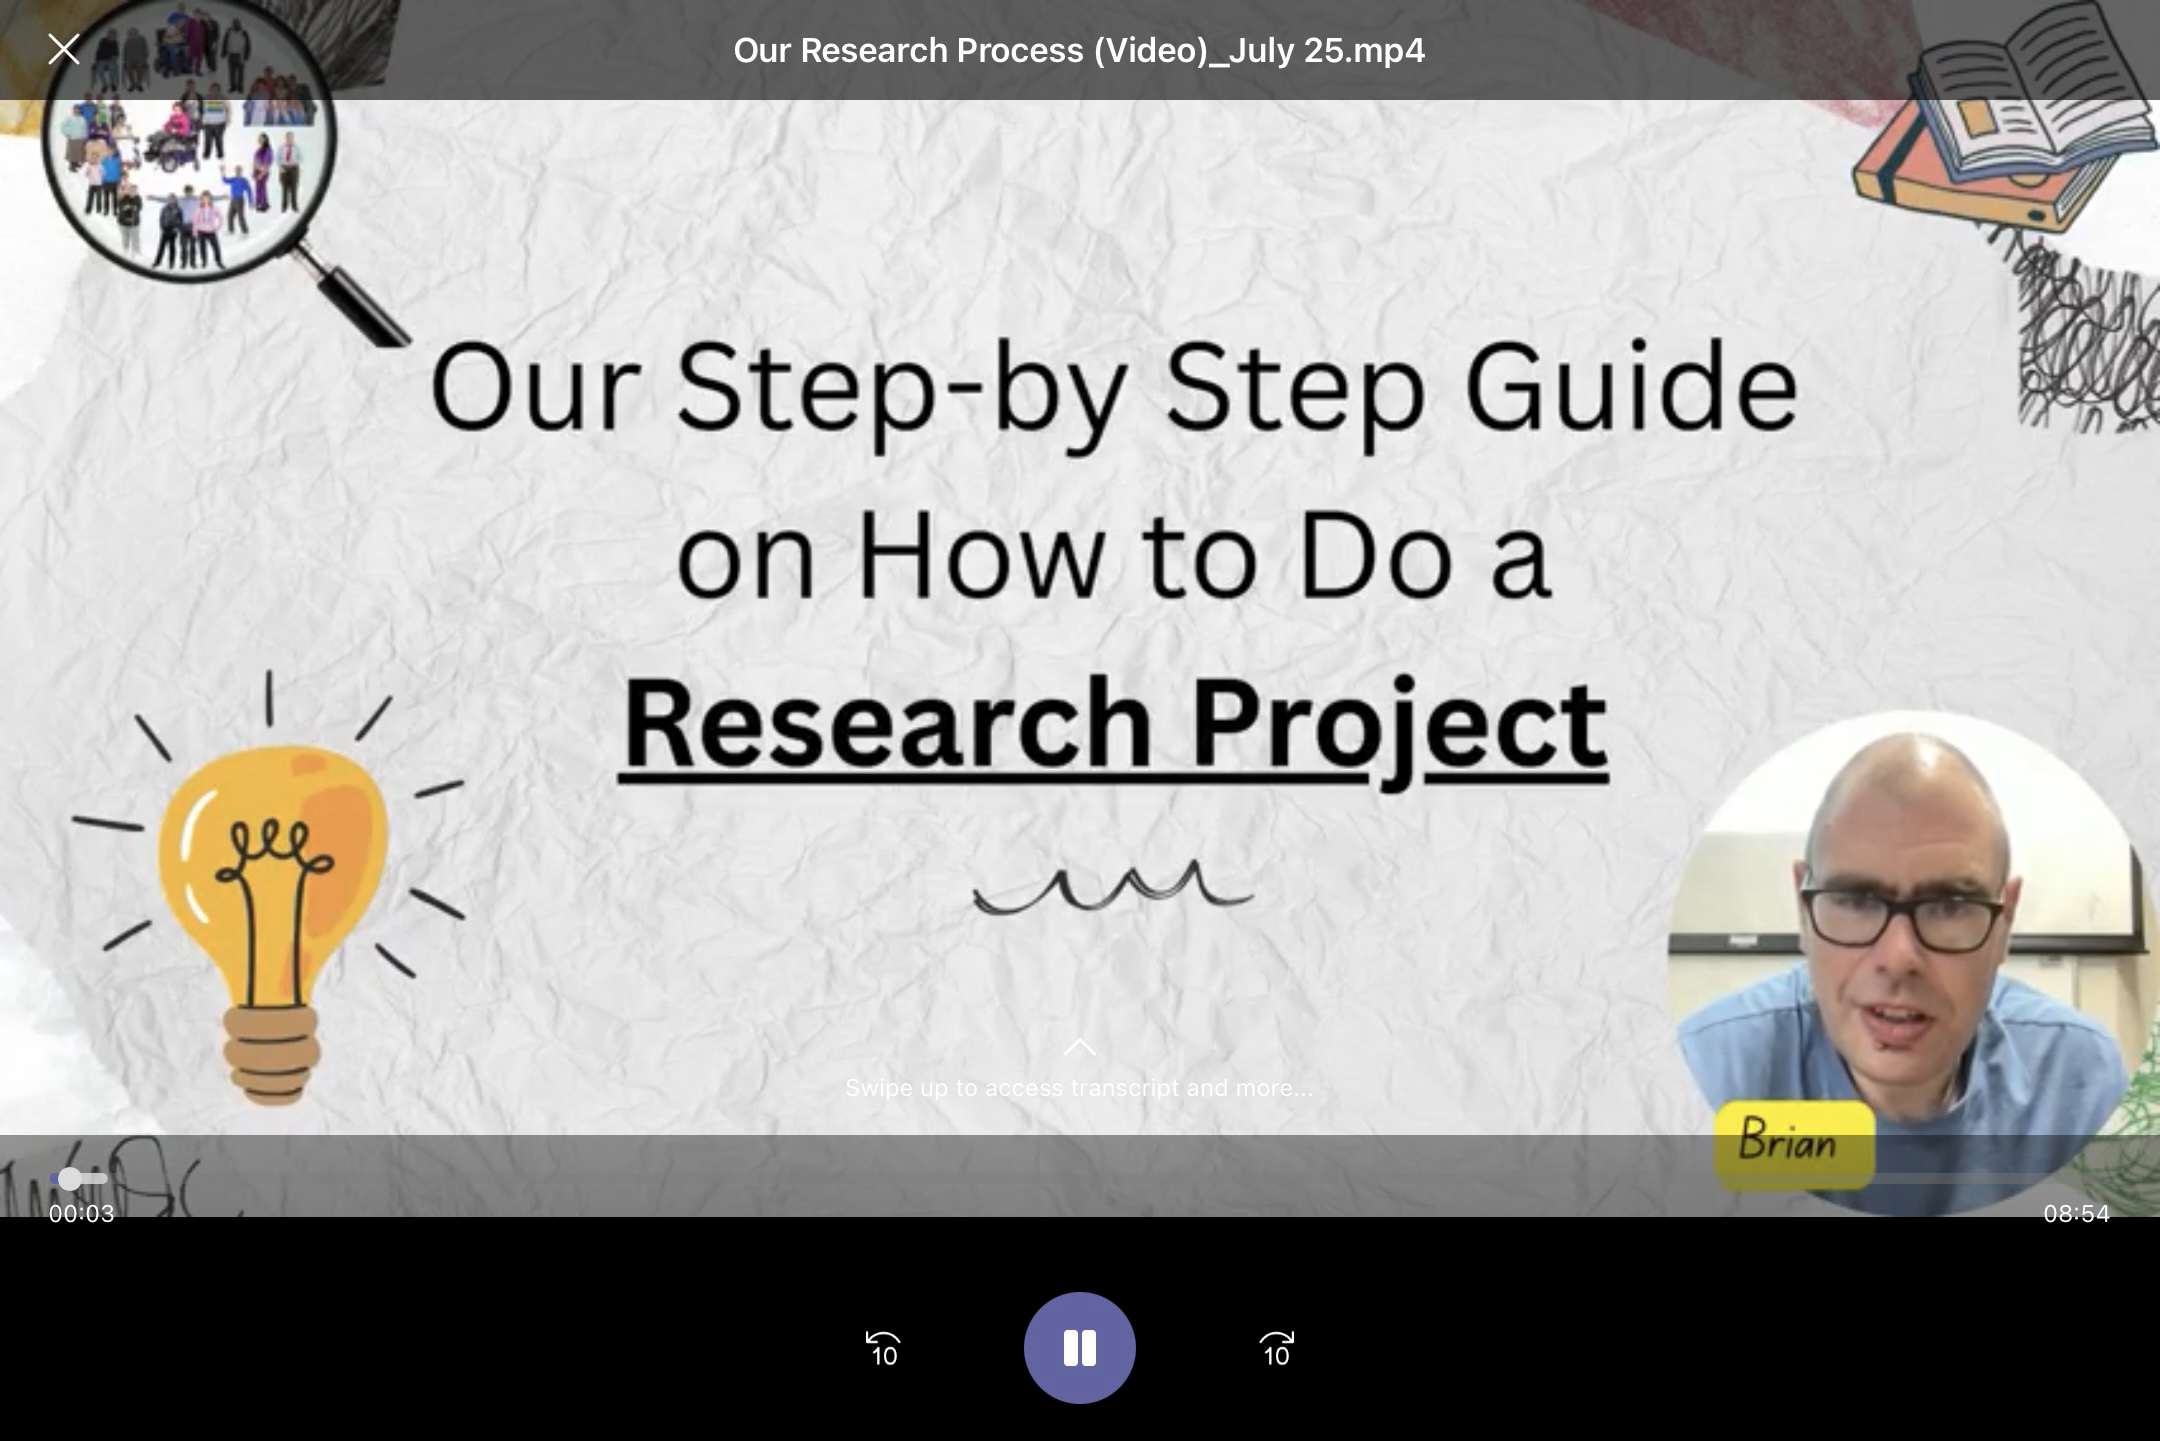 Our Research Process (Video)_July 25.mp4
Our Step-by Step Guide
on How to Do a
Research Project
Swipe up to access transcript and more...
Brian
00:03
08:54
10
10